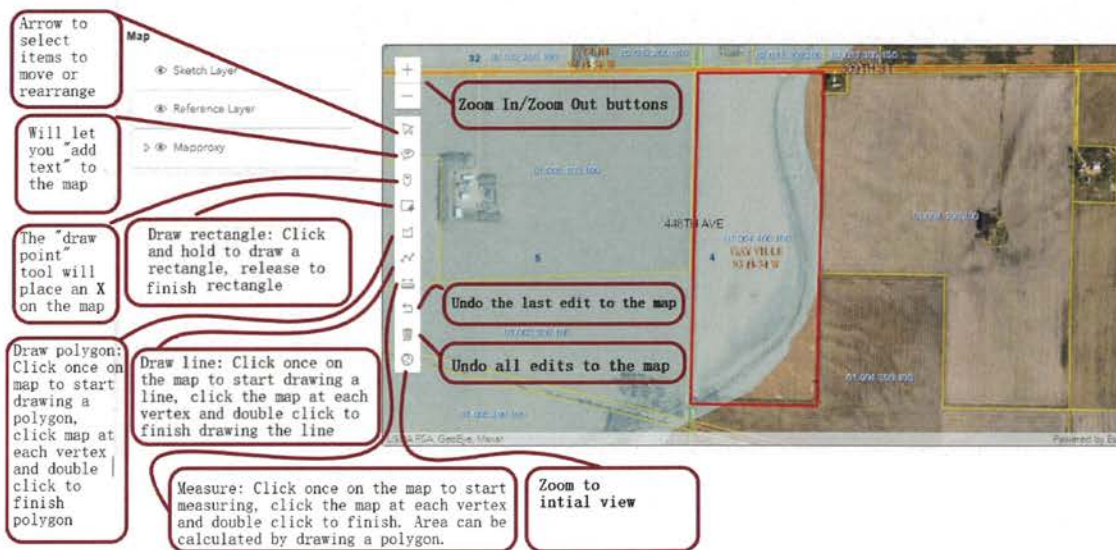 Arrow to
select
items to
move or
rearrange
Map
Sketch Layer
Reference Layer
Mapproxy
Will let
you "add
text" to
the map
The "draw
point"
tool will
place an X
on the map
Draw rectangle: Click
and hold to draw a
rectangle, release to
finish rectangle
Draw polygon:
Click once on
map to start
drawing a
polygon,
click map at
each vertex
and double
click to
finish
polygon
Draw line: Click once on
the map to start drawing a
line, click the map at each
vertex and double click to
finish drawing the line
Measure: Click once on the map to start
measuring, click the map at each vertex
and double click to finish. Area can be
calculated by drawing a polygon.
Zoom to
intial view
Zoom In/Zoom Out buttons
Undo the last edit to the map
Undo all edits to the map
32
448TH AVE
5
4
GeoEye, Maxar
Powered by